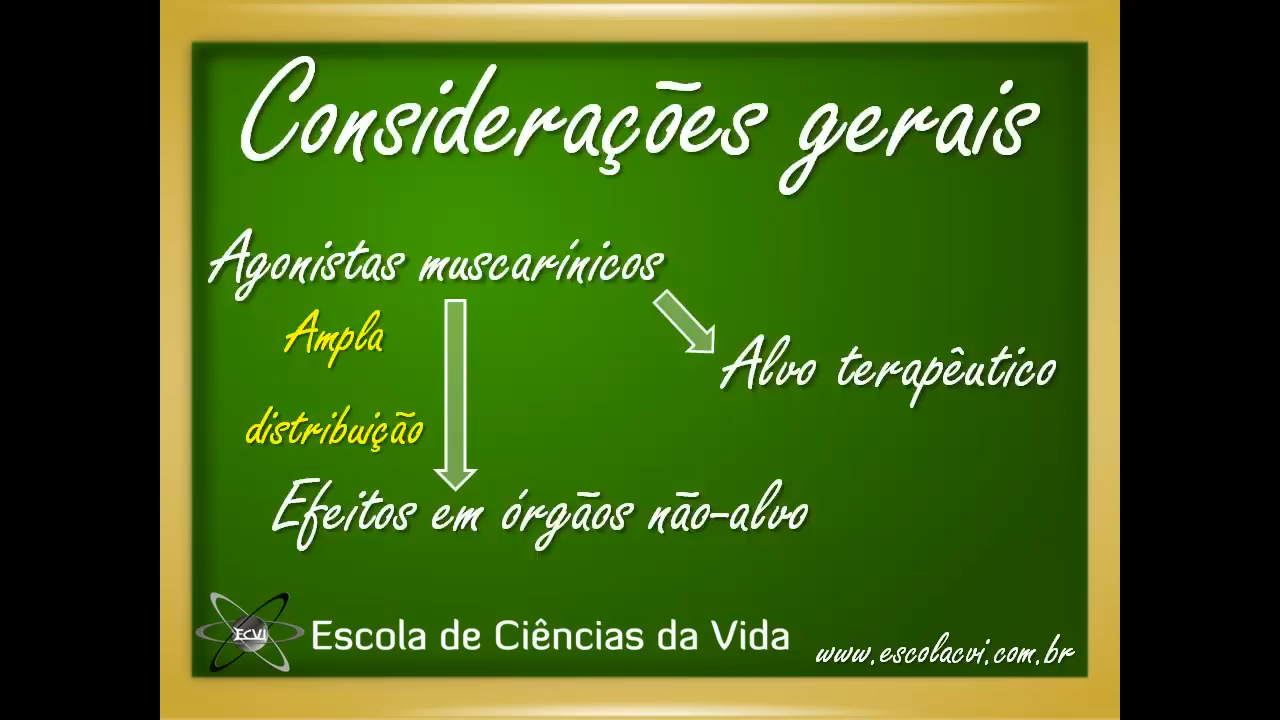 Considerações gerais
Agonistas muscarínicos
Ampla
Alvo terapêutico
distribuição
Efeitos em órgãos não-alvo
ECVI
Escola de Ciências da Vida
www.escolacvi.com.br